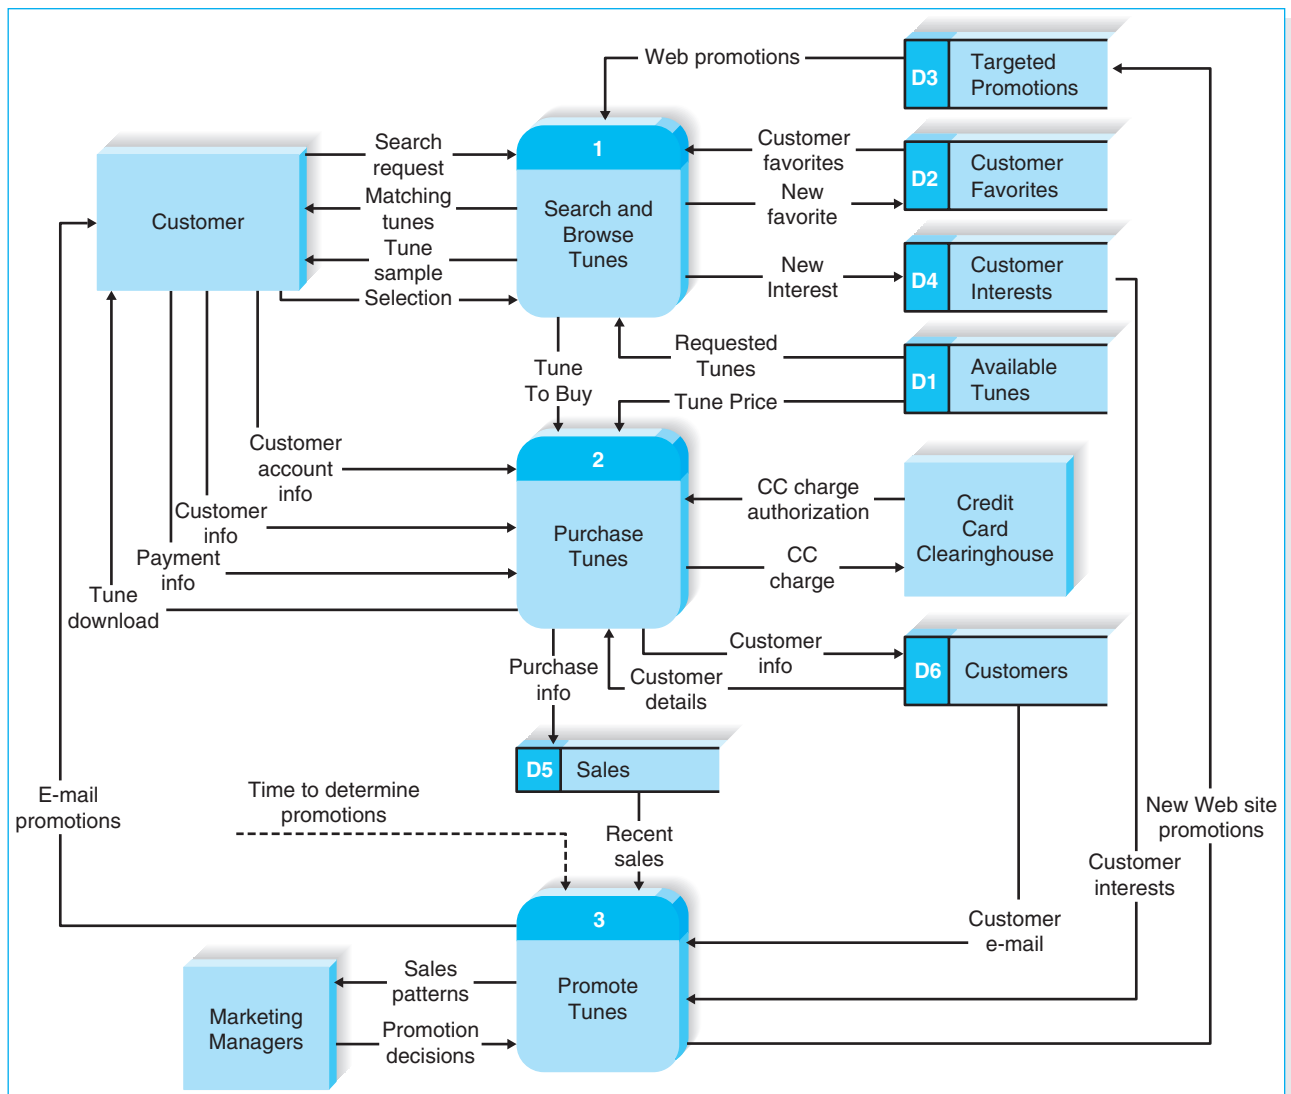 Web promotions
D3
Targeted
Promotions
Search
request
1
Customer
favorites
D2
Customer
Favorites
Customer
Matching
tunes
Search and
Browse
Tunes
New
favorite
Tune
sample
Selection
New
Interest
D4
Customer
Interests
Tune
To Buy
Requested
Tunes
Tune Price
D1
Available
Tunes
Customer
account
info
2
CC charge
authorization
Credit
Card
Clearinghouse
Customer
info
Purchase
Tunes
Payment
info
CC
charge
Tune
download
Purchase
info
Customer
info
Customer
details
D6
Customers
D5
Sales
E-mail
promotions
Time to determine
promotions
Recent
sales
New Web site
promotions
Customer
interests
3
Customer
e-mail
Promote
Tunes
Sales
patterns
Marketing
Managers
Promotion
decisions